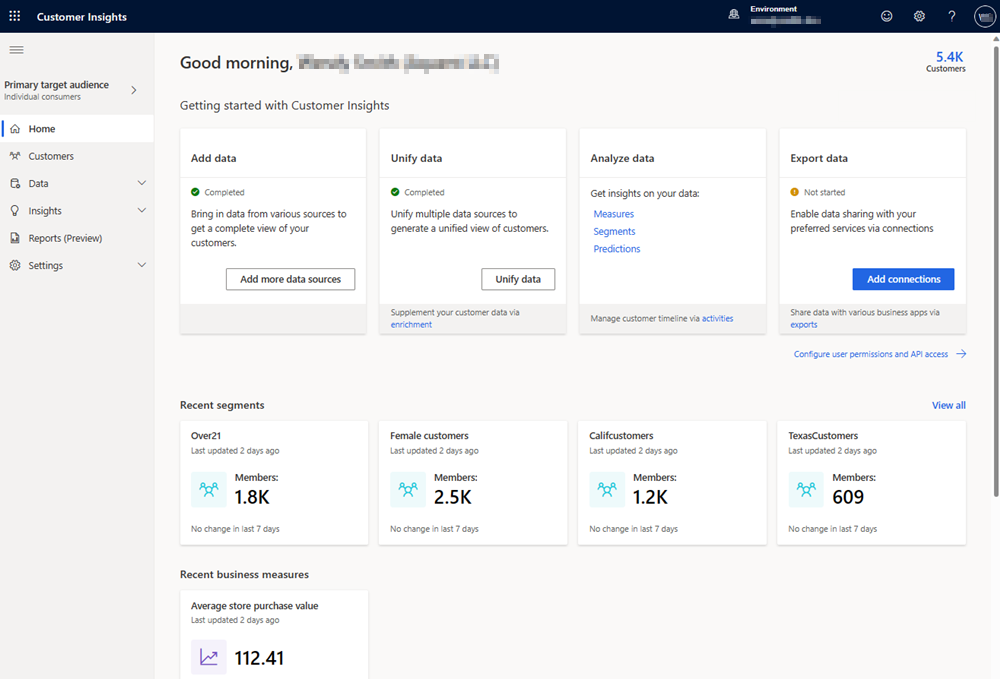 Customer Insights
Environment
Good morning,
5.4K
Customers
Primary target audience
Individual consumers
Home
Customers
Data
Insights
Reports (Preview)
Settings
Getting started with Customer Insights
Add data
Completed
Bring in data from various sources to
get a complete view of your
customers.
Add more data sources
Unify data
Completed
Unify multiple data sources to
generate a unified view of customers.
Unify data
Supplement your customer data via
enrichment
Analyze data
Get insights on your data:
Measures
Segments
Predictions
Manage customer timeline via activities
Export data
Not started
Enable data sharing with your
preferred services via connections
Add connections
Share data with various business apps via
exports
Configure user permissions and API access
Recent segments
View all
Over21
Last updated 2 days ago
Members:
1.8K
No change in last 7 days
Female customers
Last updated 2 days ago
Members:
2.5K
No change in last 7 days
Califcustomers
Last updated 2 days ago
Members:
1.2K
No change in last 7 days
TexasCustomers
Last updated 2 days ago
Members:
609
No change in last 7 days
Recent business measures
Average store purchase value
Last updated 2 days ago
112.41